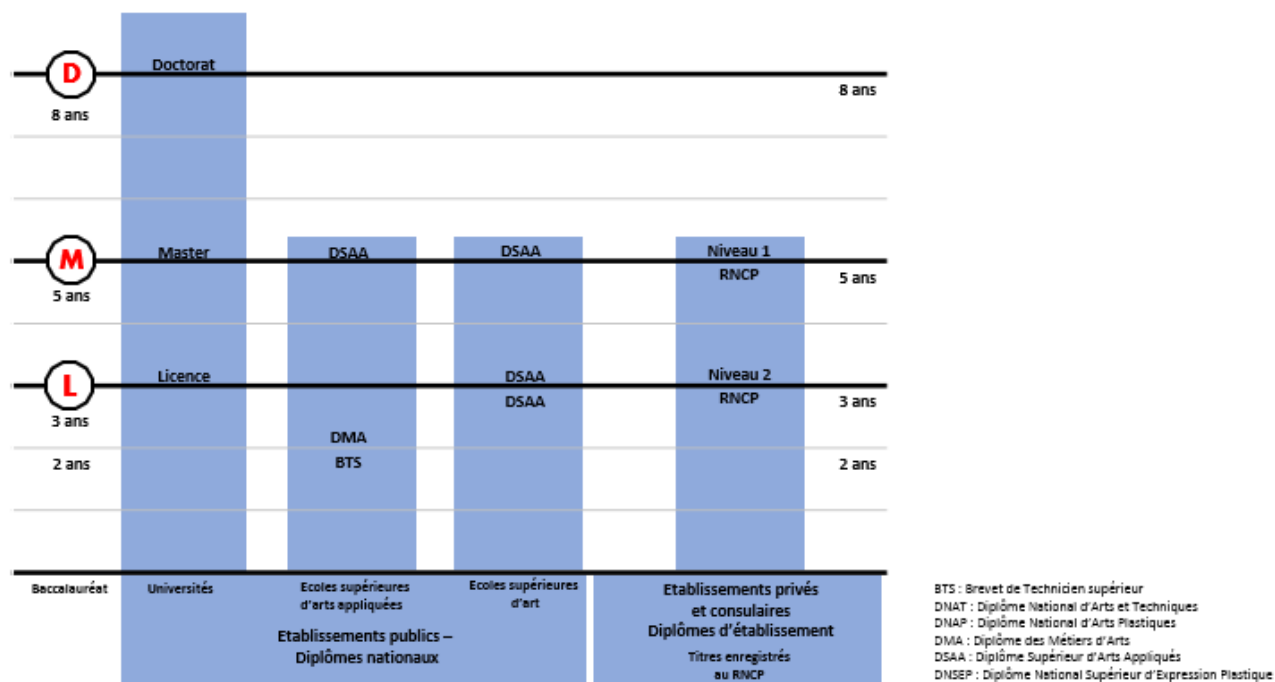 D
Doctorat
8 ans
8 ans
M
Master
DSAA
DSAA
Niveau 1
RNCP
5 ans
5 ans
L
Licence
DSAA
DSAA
Niveau 2
RNCP
3 ans
3 ans
DMA
BTS
2 ans
2 ans
Baccalauréat
Universités
Ecoles supérieures
d'arts appliquées
Ecoles supérieures
d'art
Etablissements publics –
Diplômes nationaux
Etablissements privés
et consulaires
Diplômes d'établissement
Titres enregistrés
au RNCP
BTS : Brevet de Technicien supérieur
DNAT : Diplôme National d'Arts et Techniques
DNAP : Diplôme National d'Arts Plastiques
DMA : Diplôme des Métiers d'Arts
DSAA : Diplôme Supérieur d'Arts Appliqués
DNSEP : Diplôme National Supérieur d'Expression Plastique